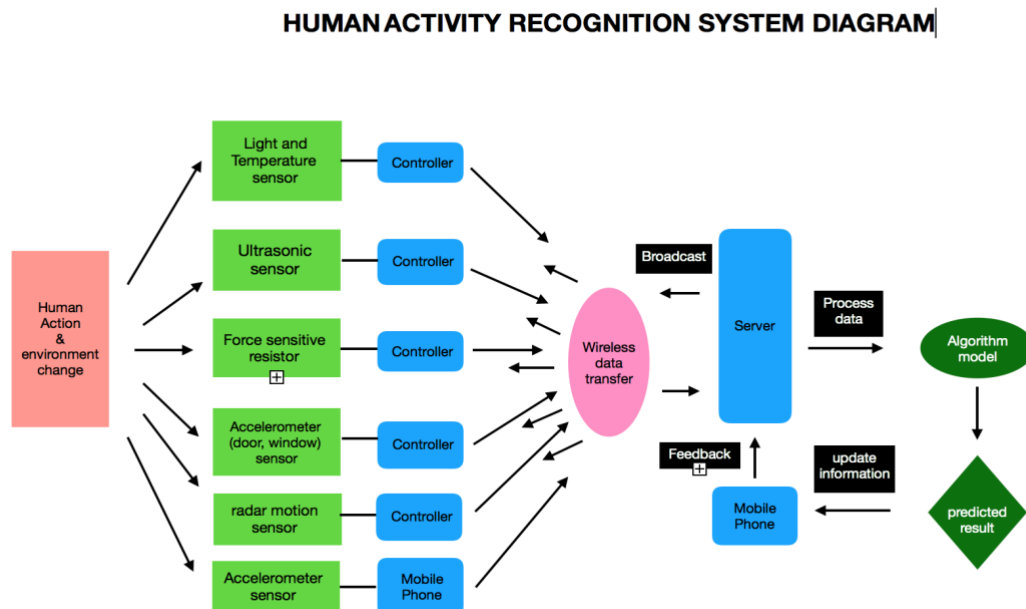 HUMAN ACTIVITY RECOGNITION SYSTEM DIAGRAM
Light and
Temperature
sensor
Controller
Ultrasonic
sensor
Controller
Human
Action
&
environment
change
Force sensitive
resistor
Controller
Accelerometer
(door, window)
sensor
Controller
radar motion
sensor
Controller
Accelerometer
sensor
Mobile
Phone
Wireless
data
transfer
Broadcast
Server
Process
data
Algorithm
model
Feedback
Mobile
Phone
update
information
predicted
result